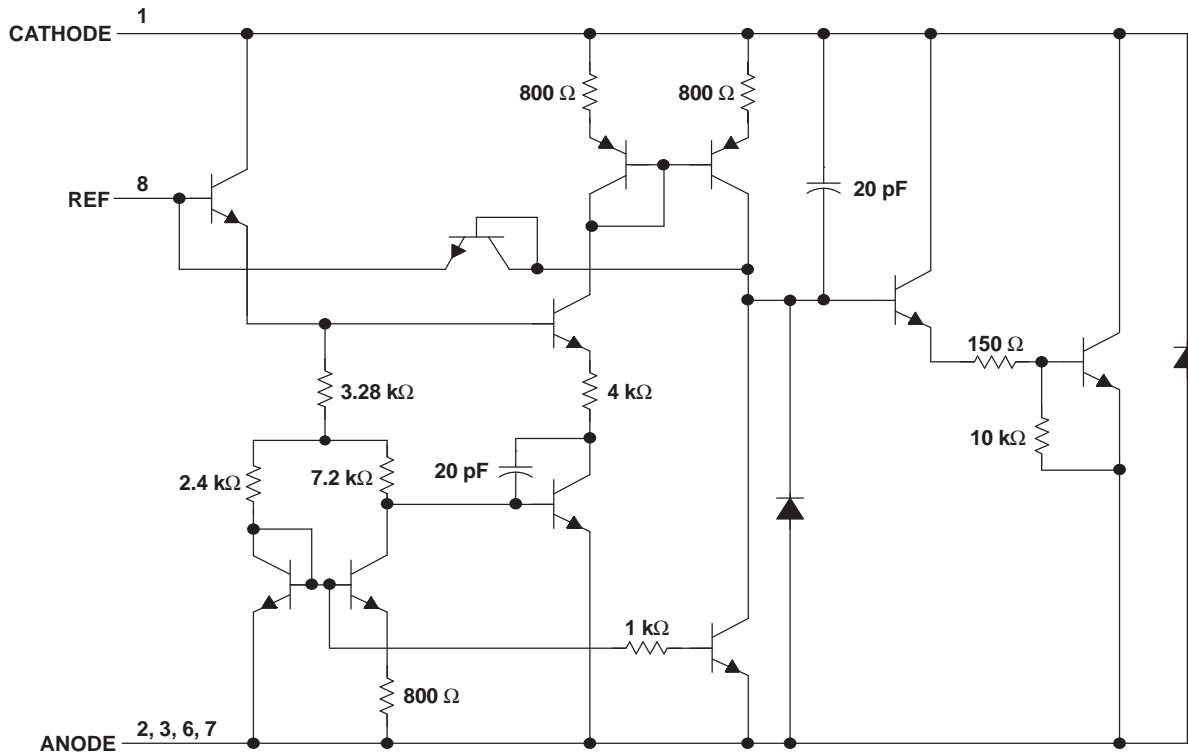 1
CATHODE
800 Ω
800 Ω
8
REF
20 pF
150 Ω
3.28 kΩ
4 kΩ
10 kΩ
2.4 kΩ
7.2 kΩ
20 pF
1 kΩ
800 Ω
2, 3, 6, 7
ANODE